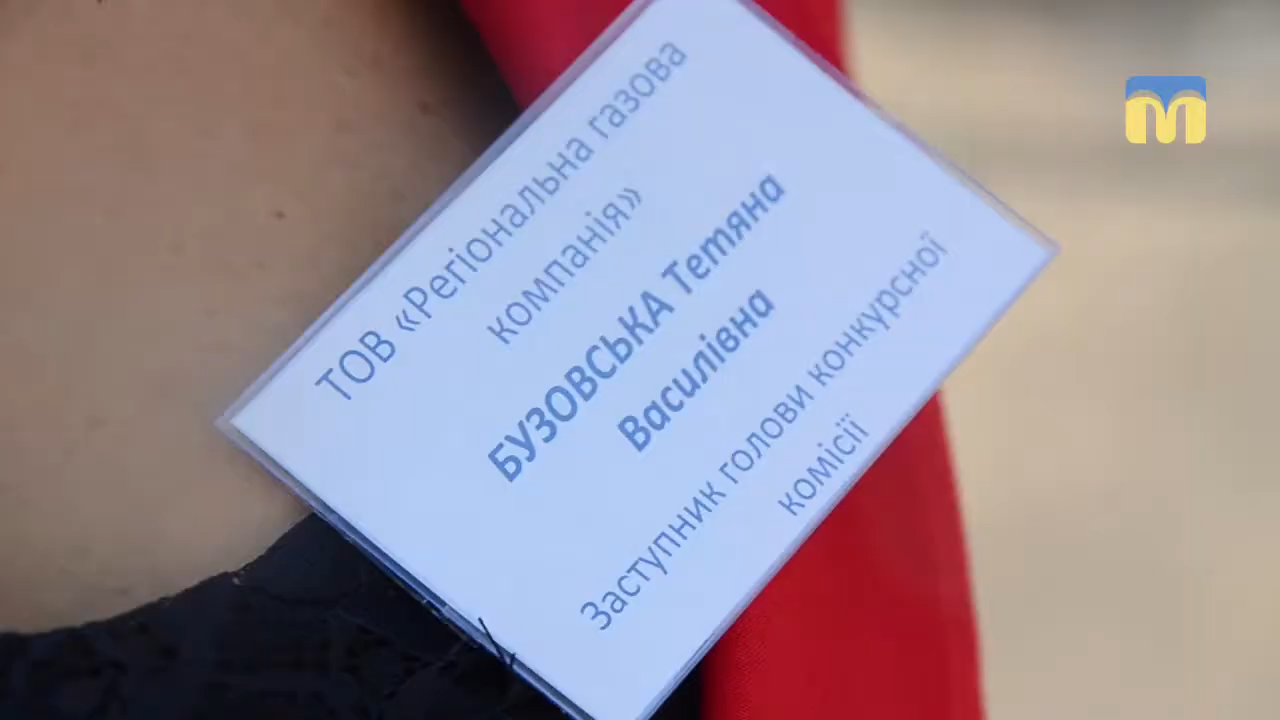 ТОВ «Регіональна газова
компанія»
БУЗОВСЬКА Тетяна
Василівна
Заступник голови конкурсної
комісії